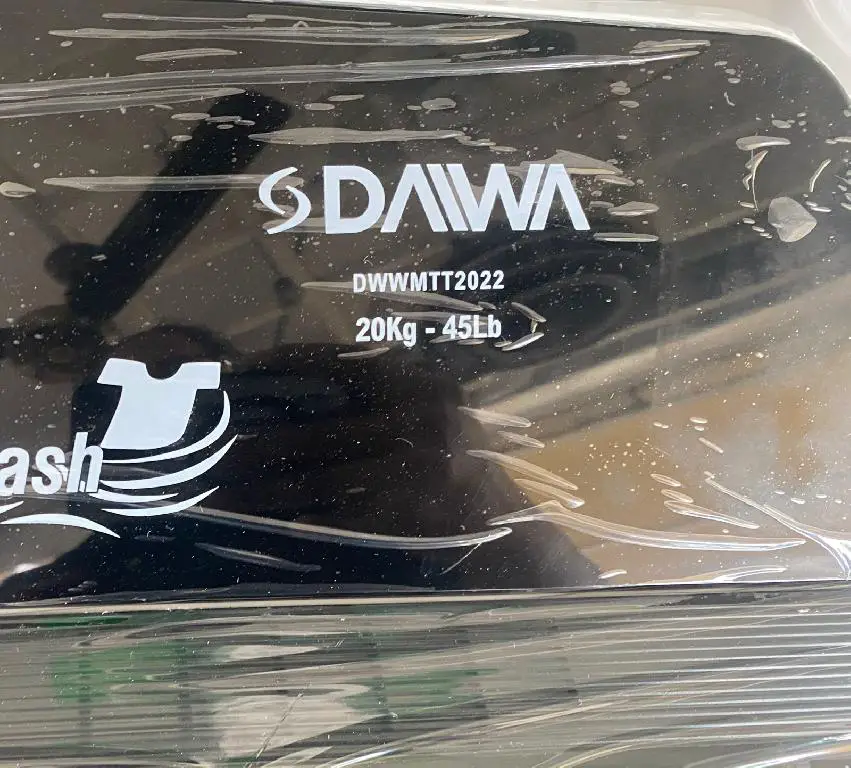 DAIWA
DWWMTT2022
20Kg - 45Lb
ash